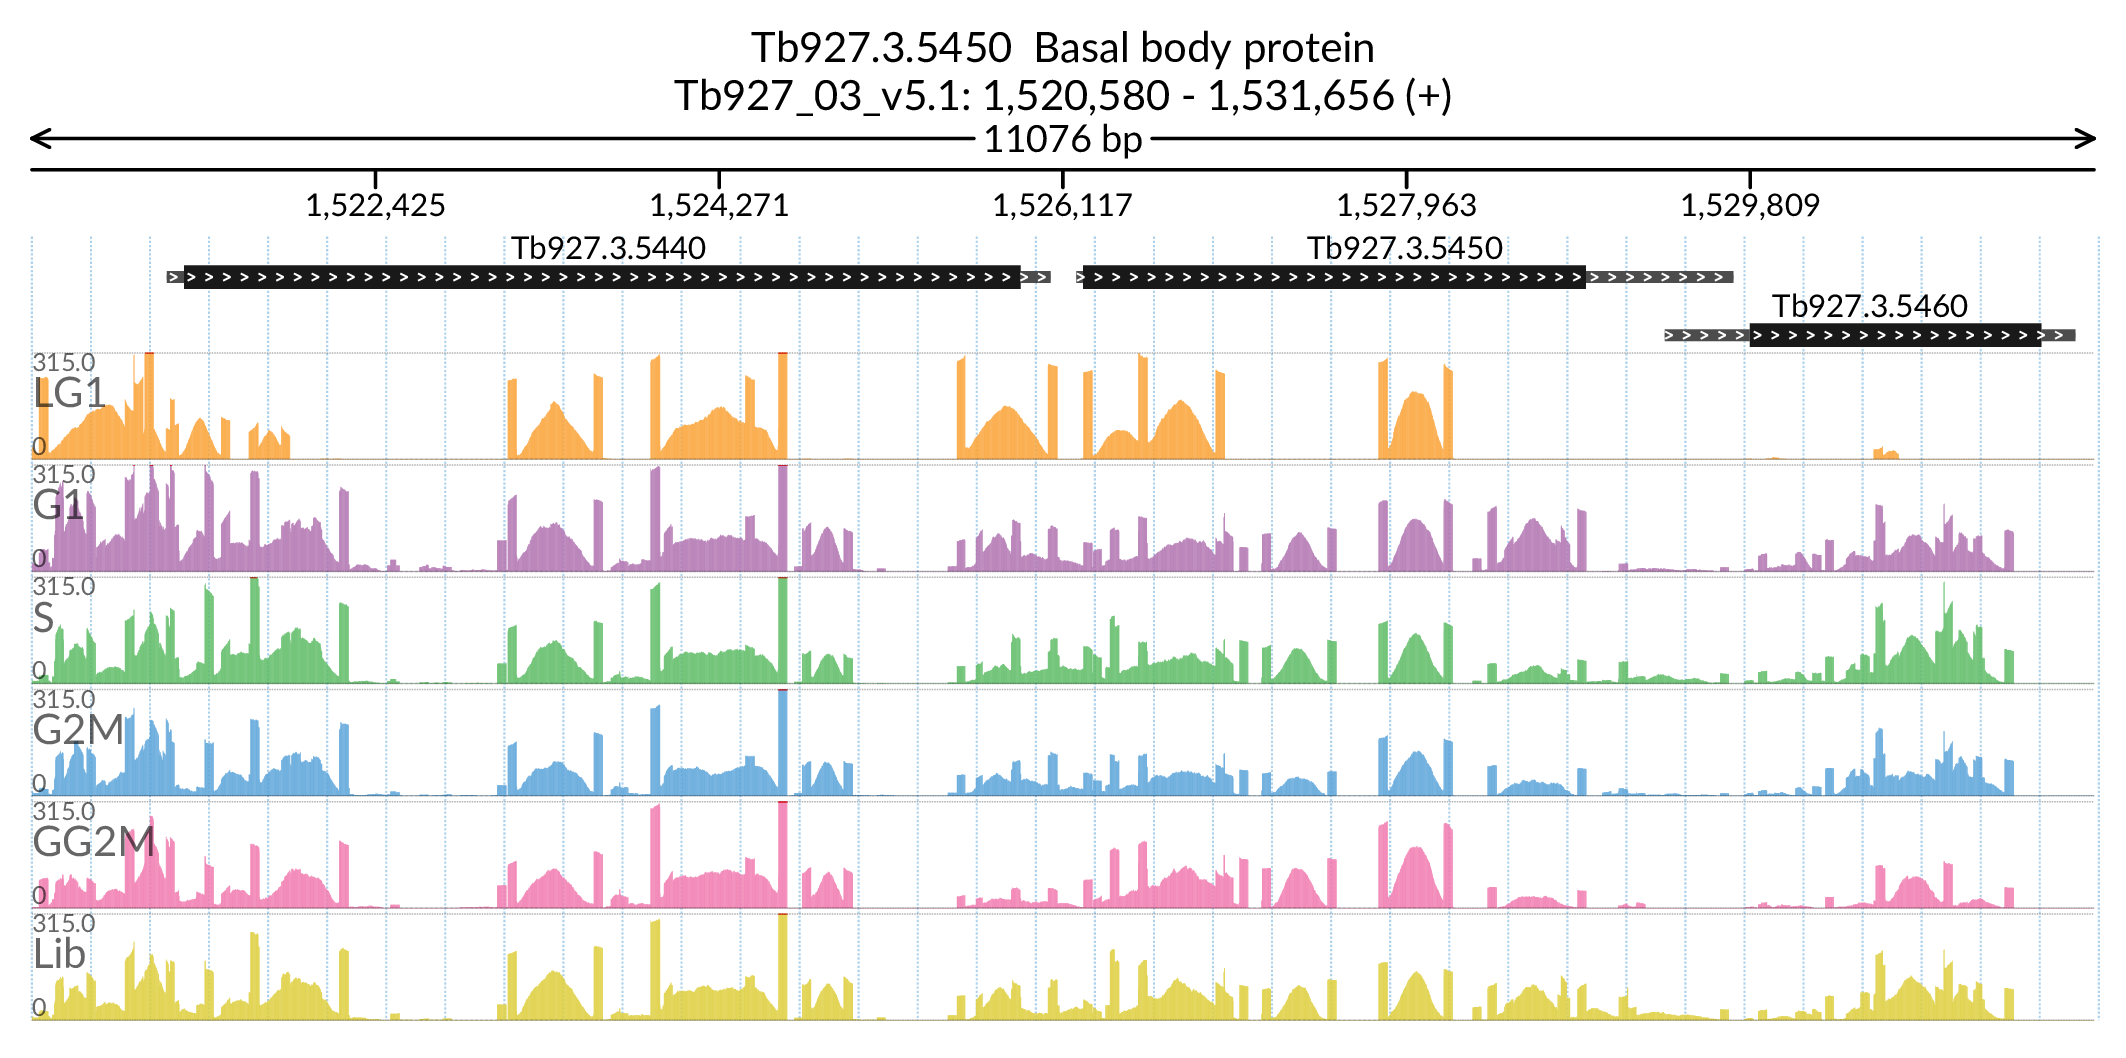 Tb927.3.5450  Basal body protein
Tb927_03_v5.1: 1,520,580 - 1,531,656 (+)
11076 bp
1,522,425 1,524,271 1,526,117 1,527,963 1,529,809
Tb927.3.5440 Tb927.3.5450
Tb927.3.5460
315.0
LG1
0
315.0
G1
0
315.0
S
0
315.0
G2M
0
315.0
GG2M
0
315.0
Lib
0